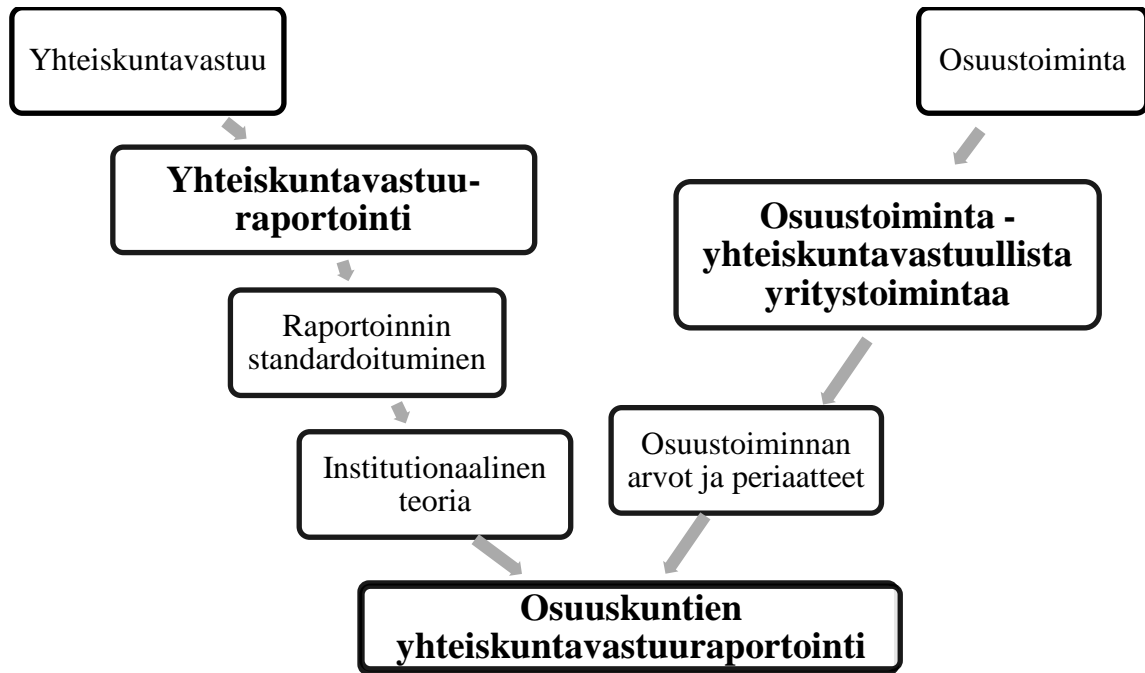 Yhteiskuntavastuu
Osuustoiminta
Yhteiskuntavastuu-
raportointi
Osuustoiminta -
yhteiskuntavastuullista
yritystoimintaa
Raportoinnin
standardoituminen
Osuustoiminnan
arvot ja periaatteet
Institutionaalinen
teoria
Osuuskuntien
yhteiskuntavastuuraportointi